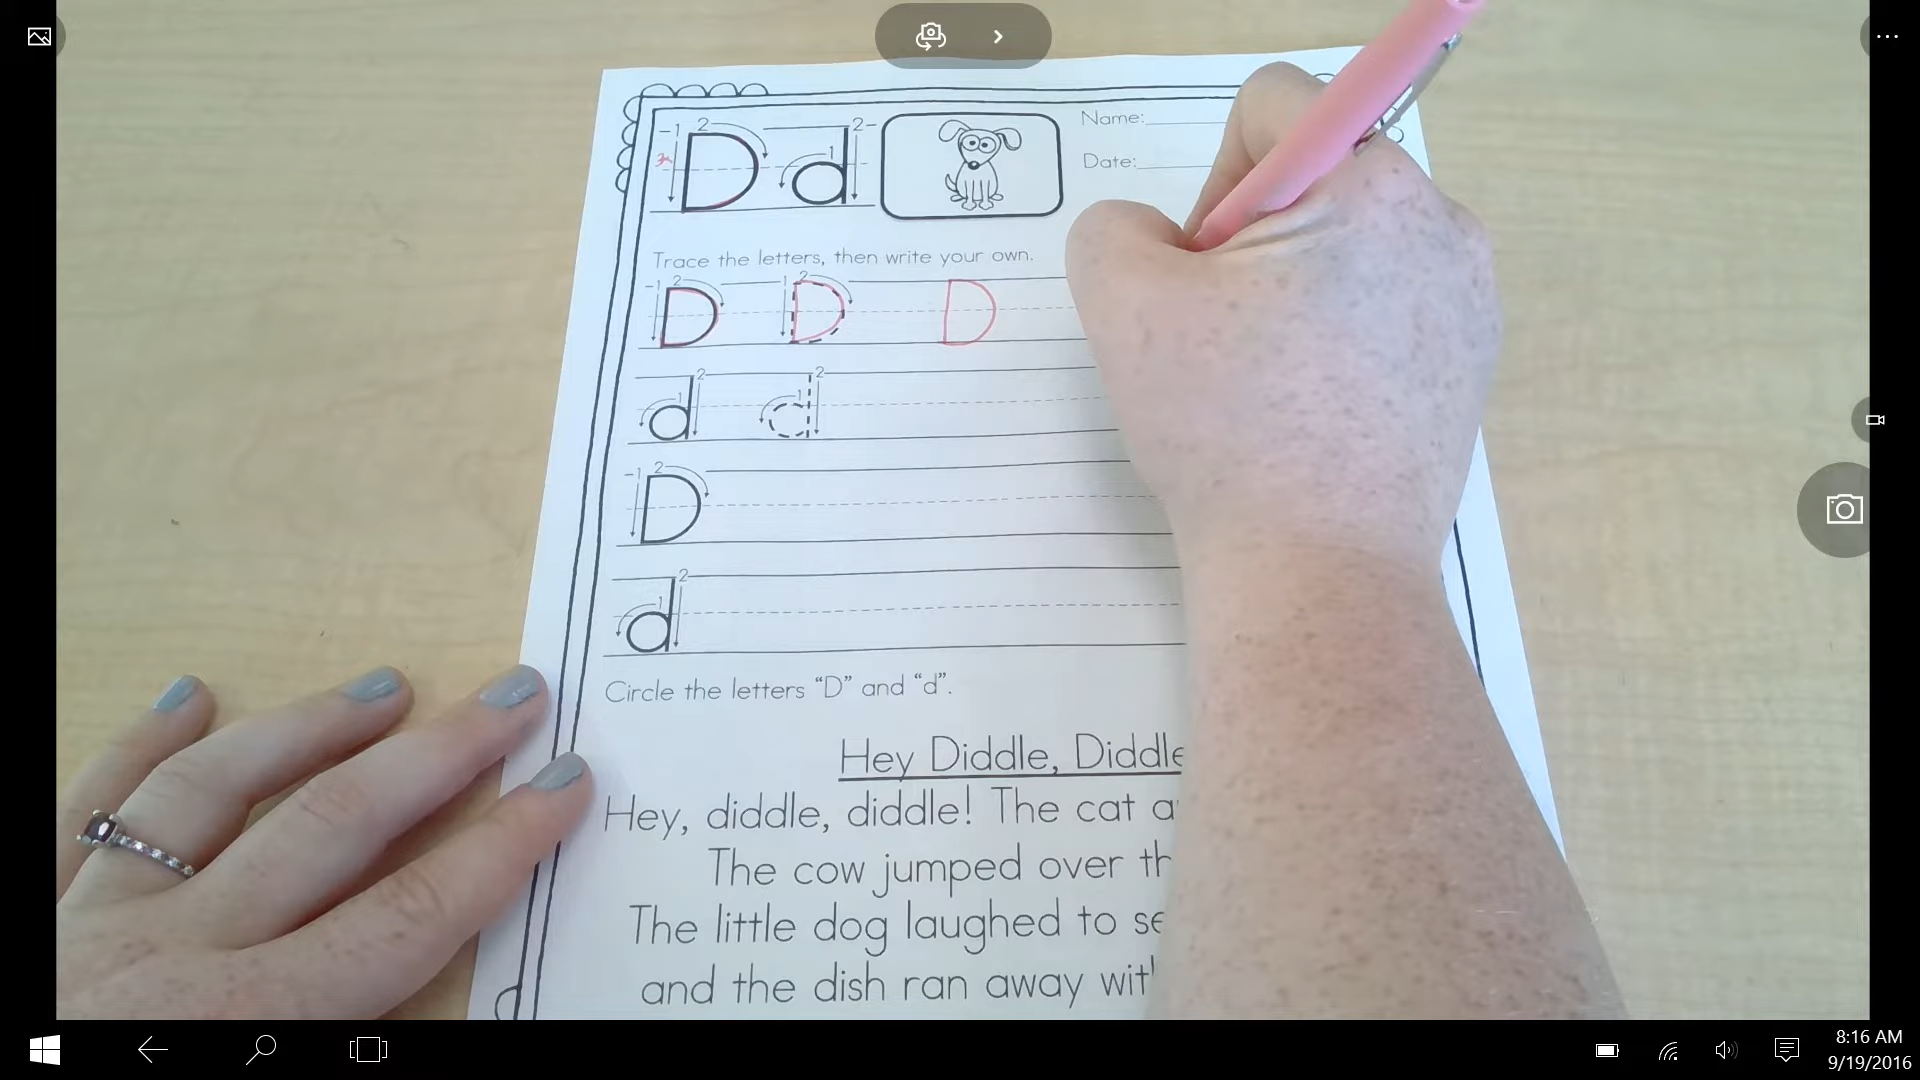 Dd
Name:
Date:
Trace the letters, then write your own.
D D D
d d
D
d
Circle the letters “D” and “d”.
Hey Diddle, Diddle
Hey, diddle, diddle! The cat
The cow jumped over
The little dog laughed to
and the dish ran away
8:16 AM
9/19/2016